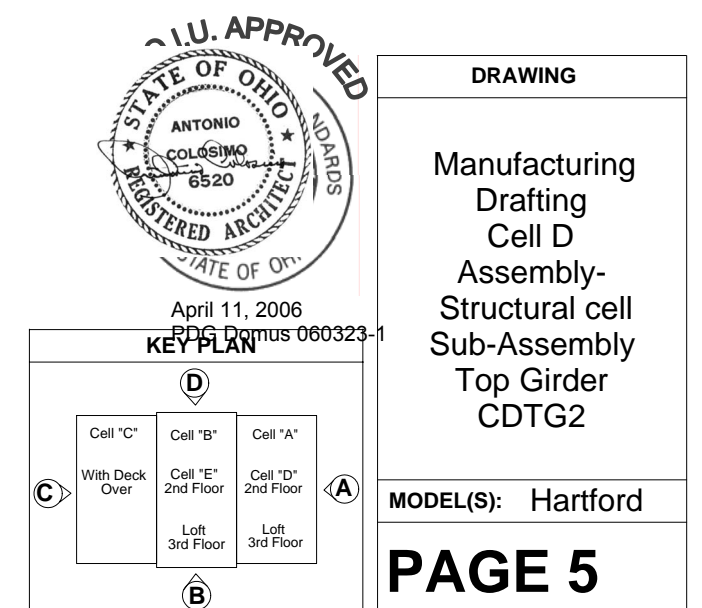 O.I.U. APPROVED
STATE OF OHIO
ANTONIO
COLOSIMO
6520
REGISTERED ARCHITECT
STATE OF
April 11, 2006
PDG Domus 060323-1
KEY PLAN
D
Cell "C"
Cell "B"
Cell "A"
With Deck
Over
Cell "E"
2nd Floor
Cell "D"
2nd Floor
C
A
Loft
3rd Floor
Loft
3rd Floor
B
DRAWING
Manufacturing
Drafting
Cell D
Assembly-
Structural cell
Sub-Assembly
Top Girder
CDTG2
MODEL(S): Hartford
PAGE 5